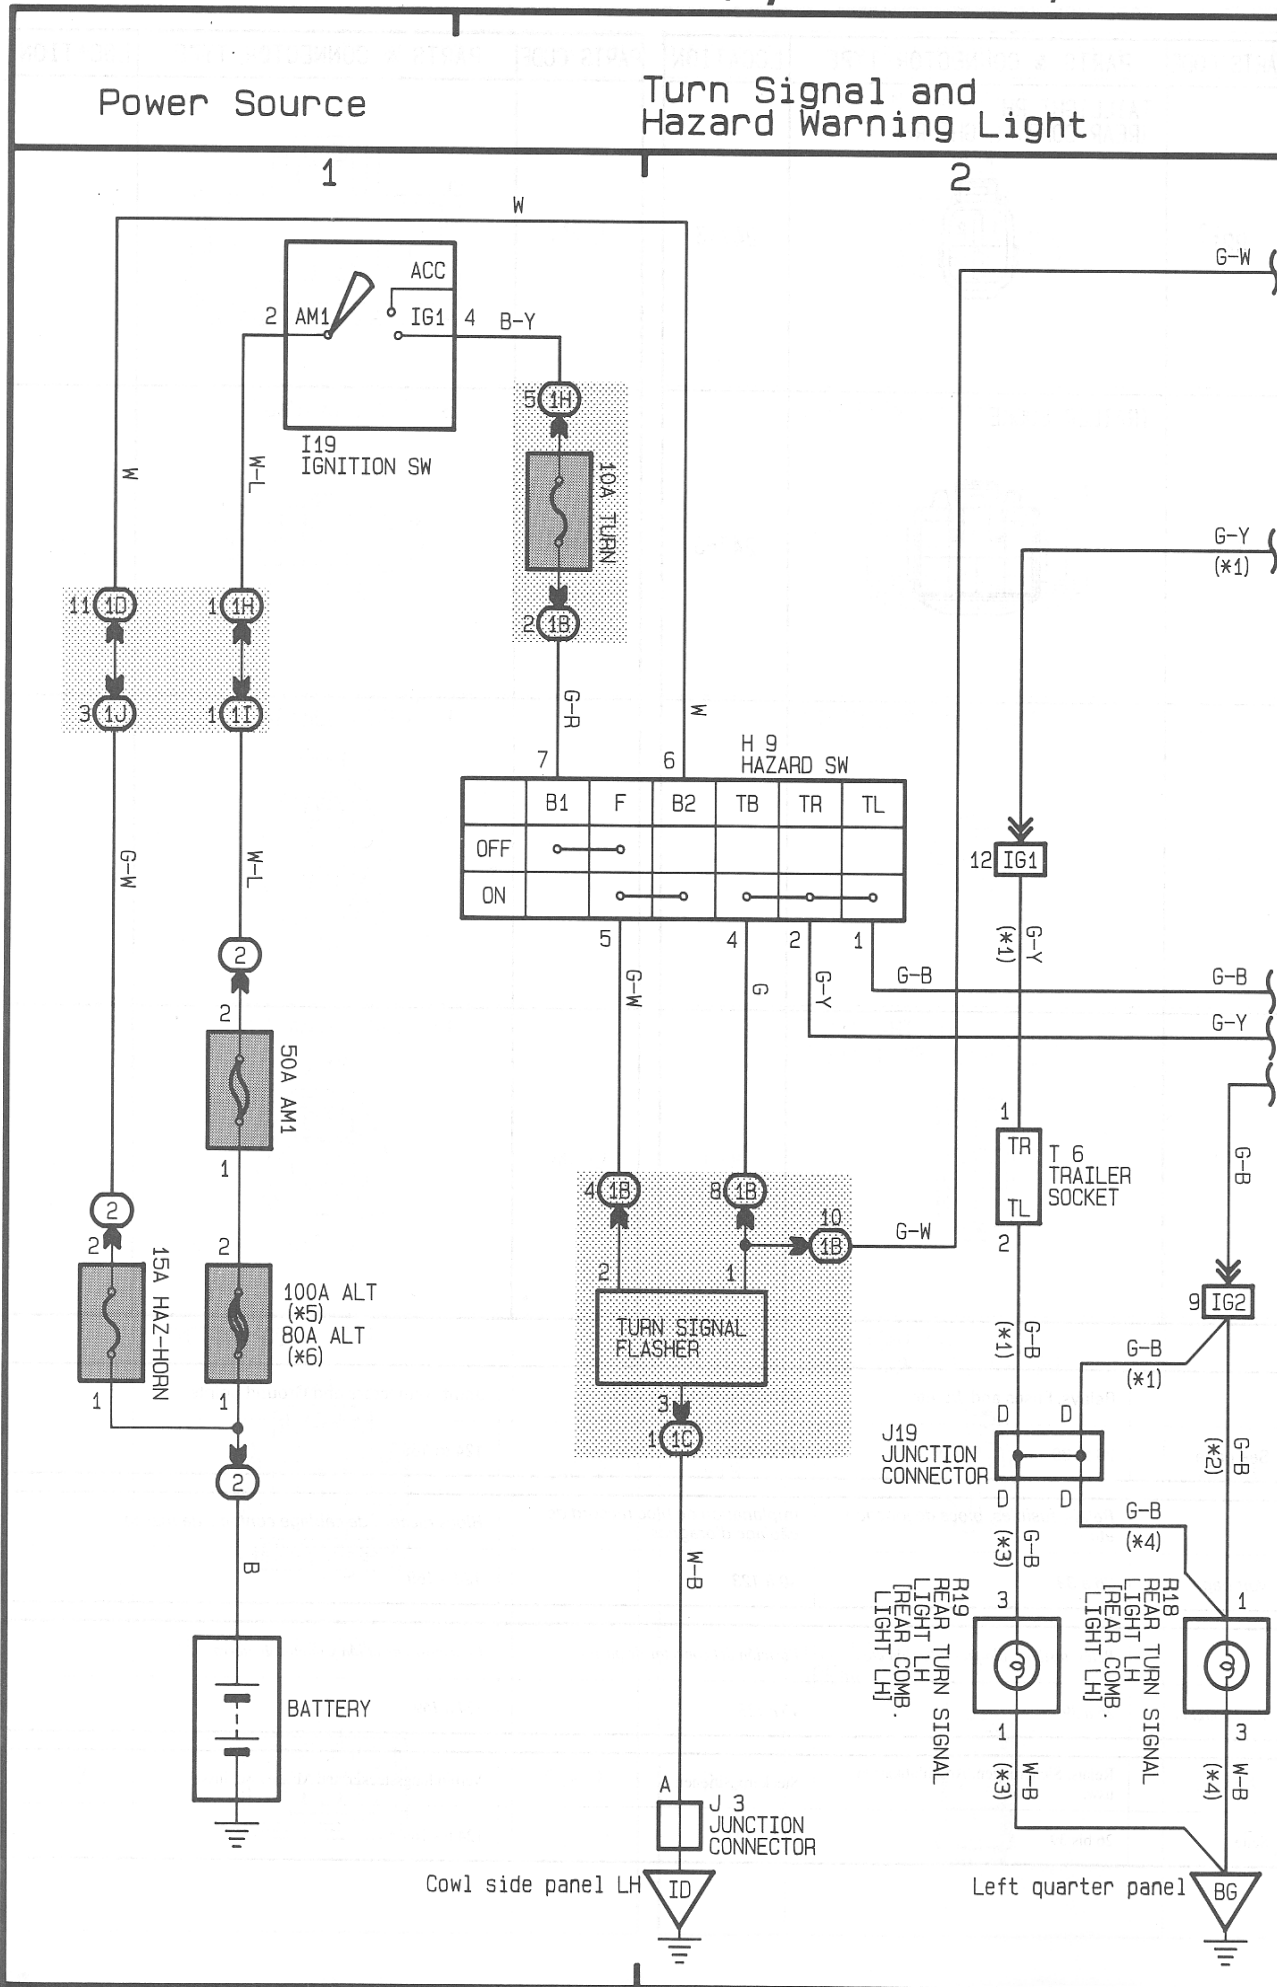 Power Source
Turn Signal and
Hazard Warning Light
1
2
W
G-W
ACC
2
AM1
IG1
4
B-Y
I19
IGNITION SW
5
1H
10A TURN
2
1B
W
W-L
G-Y
(*1)
11
1D
1
1H
3
1J
1
1I
G-R
W
7
6
H 9
HAZARD SW
B1
F
B2
TB
TR
TL
OFF
ON
5
4
2
1
12
IG1
G-W
W-L
G-W
G
G-Y
G-B
G-Y
(*1)
G-B
G-Y
2
2
50A AM1
1
1
TR
T 6
TRAILER
SOCKET
TL
2
G-B
2
2
15A HAZ-HORN
1
2
100A ALT
(*5)
80A ALT
(*6)
1
4
1B
8
1B
10
1B
G-W
2
1
TURN SIGNAL
FLASHER
3
1
1C
9
IG2
G-B
(*1)
G-B
(*1)
D
D
J19
JUNCTION
CONNECTOR
D
D
G-B
(*2)
G-B
(*3)
G-B
(*4)
2
B
W-B
R19
REAR TURN SIGNAL
LIGHT LH
[REAR COMB.
LIGHT LH]
3
1
R18
REAR TURN SIGNAL
LIGHT LH
[REAR COMB.
LIGHT LH]
1
3
BATTERY
W-B
(*3)
W-B
(*4)
A
J 3
JUNCTION
CONNECTOR
Cowl side panel LH
ID
Left quarter panel
BG